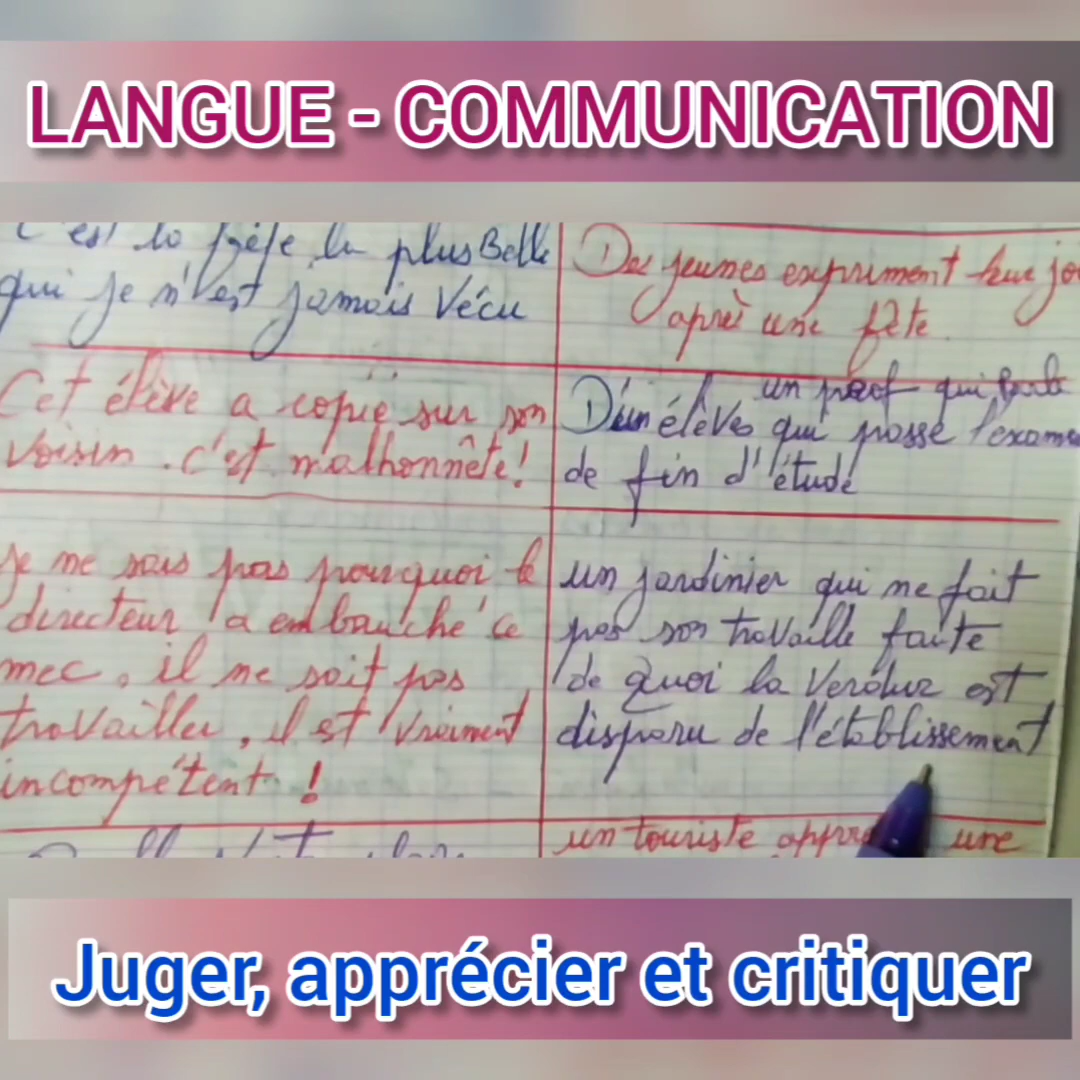 LANGUE - COMMUNICATION
C'est la fête la plus Belle
qui je n'est jamais vécu
Des jeunes expriment leur
après une fête.
Cet élève a copié sur son
voisin. c'est malhonnête!
un prof qui parle
D'un élèves qui passe l'exame
de fin d'étude
Je ne sais pas pourquoi le
directeur a embauché ce
mec, il ne sait pas
travailler, il est vraiment
incompétent !
un jardinier qui ne fait
pas son travaille faute
de quoi la verdur est
disparu de l'établissement
un touriste une
Juger, apprécier et critiquer